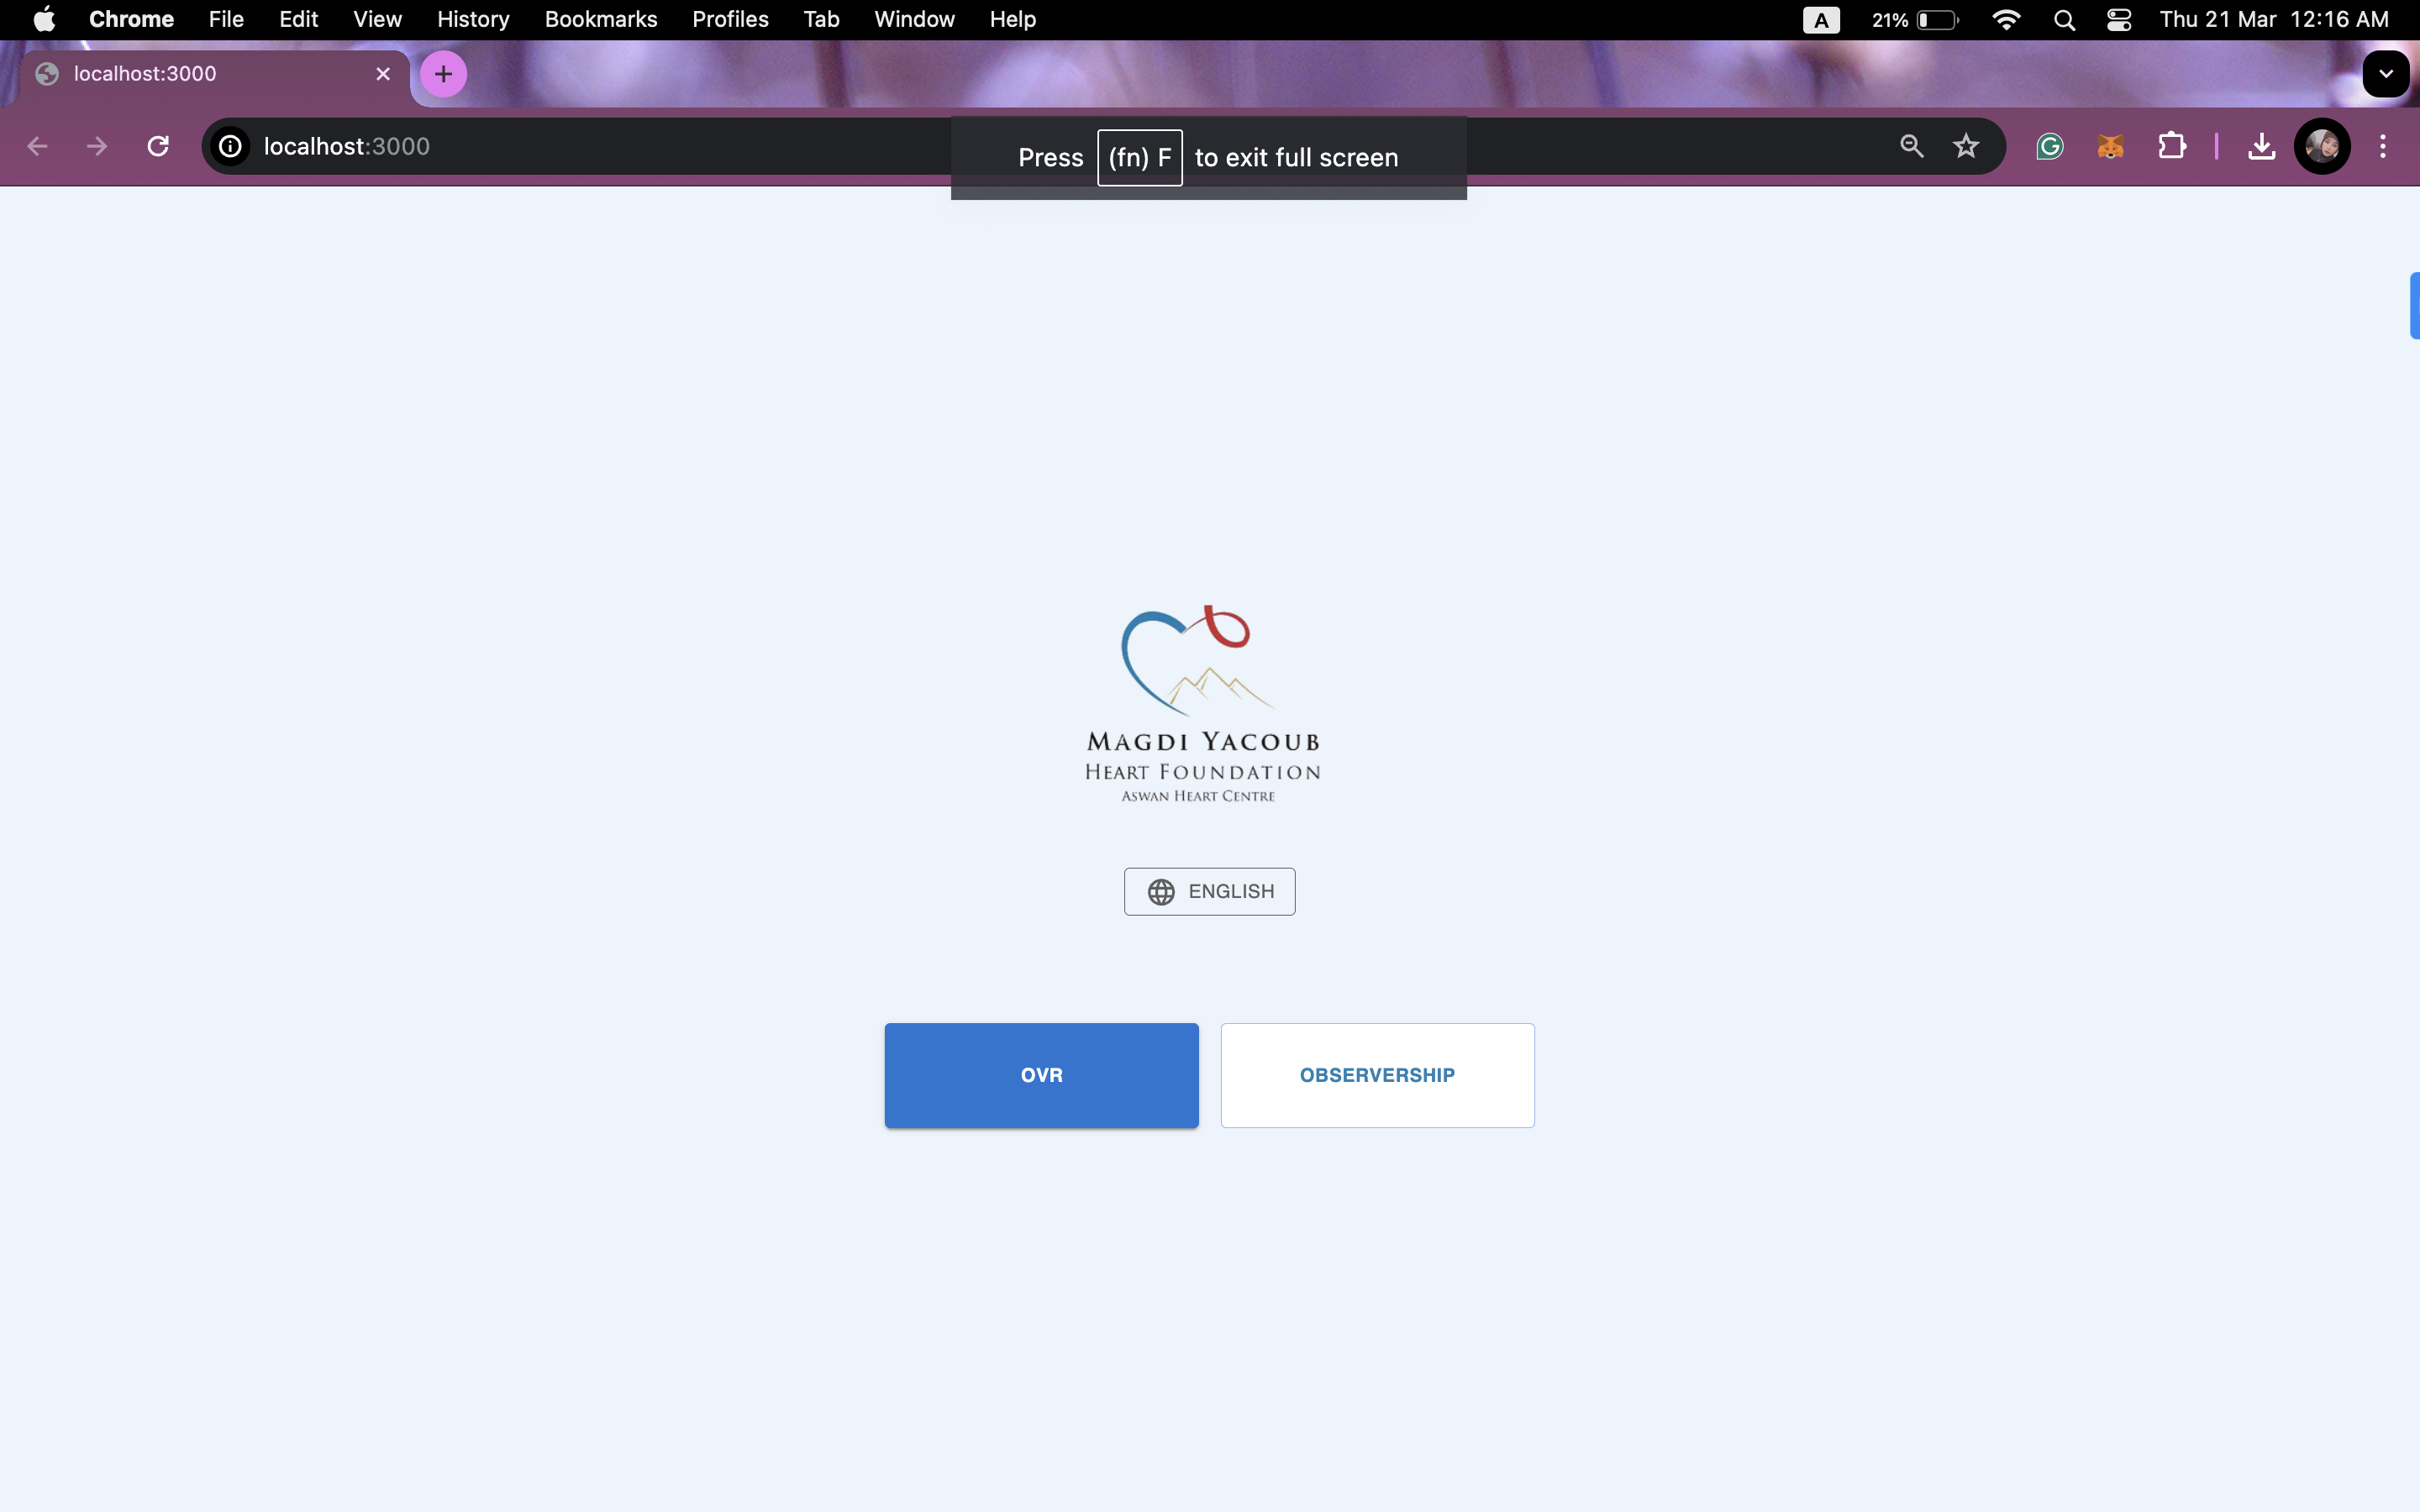 Chrome File Edit View History Bookmarks Profiles Tab Window Help A 21% Thu 21 Mar 12:16 AM
localhost:3000
localhost:3000
Press (fn) F to exit full screen
MAGDI YACOUB
HEART FOUNDATION
ASWAN HEART CENTRE
ENGLISH
OVR OBSERVERSHIP